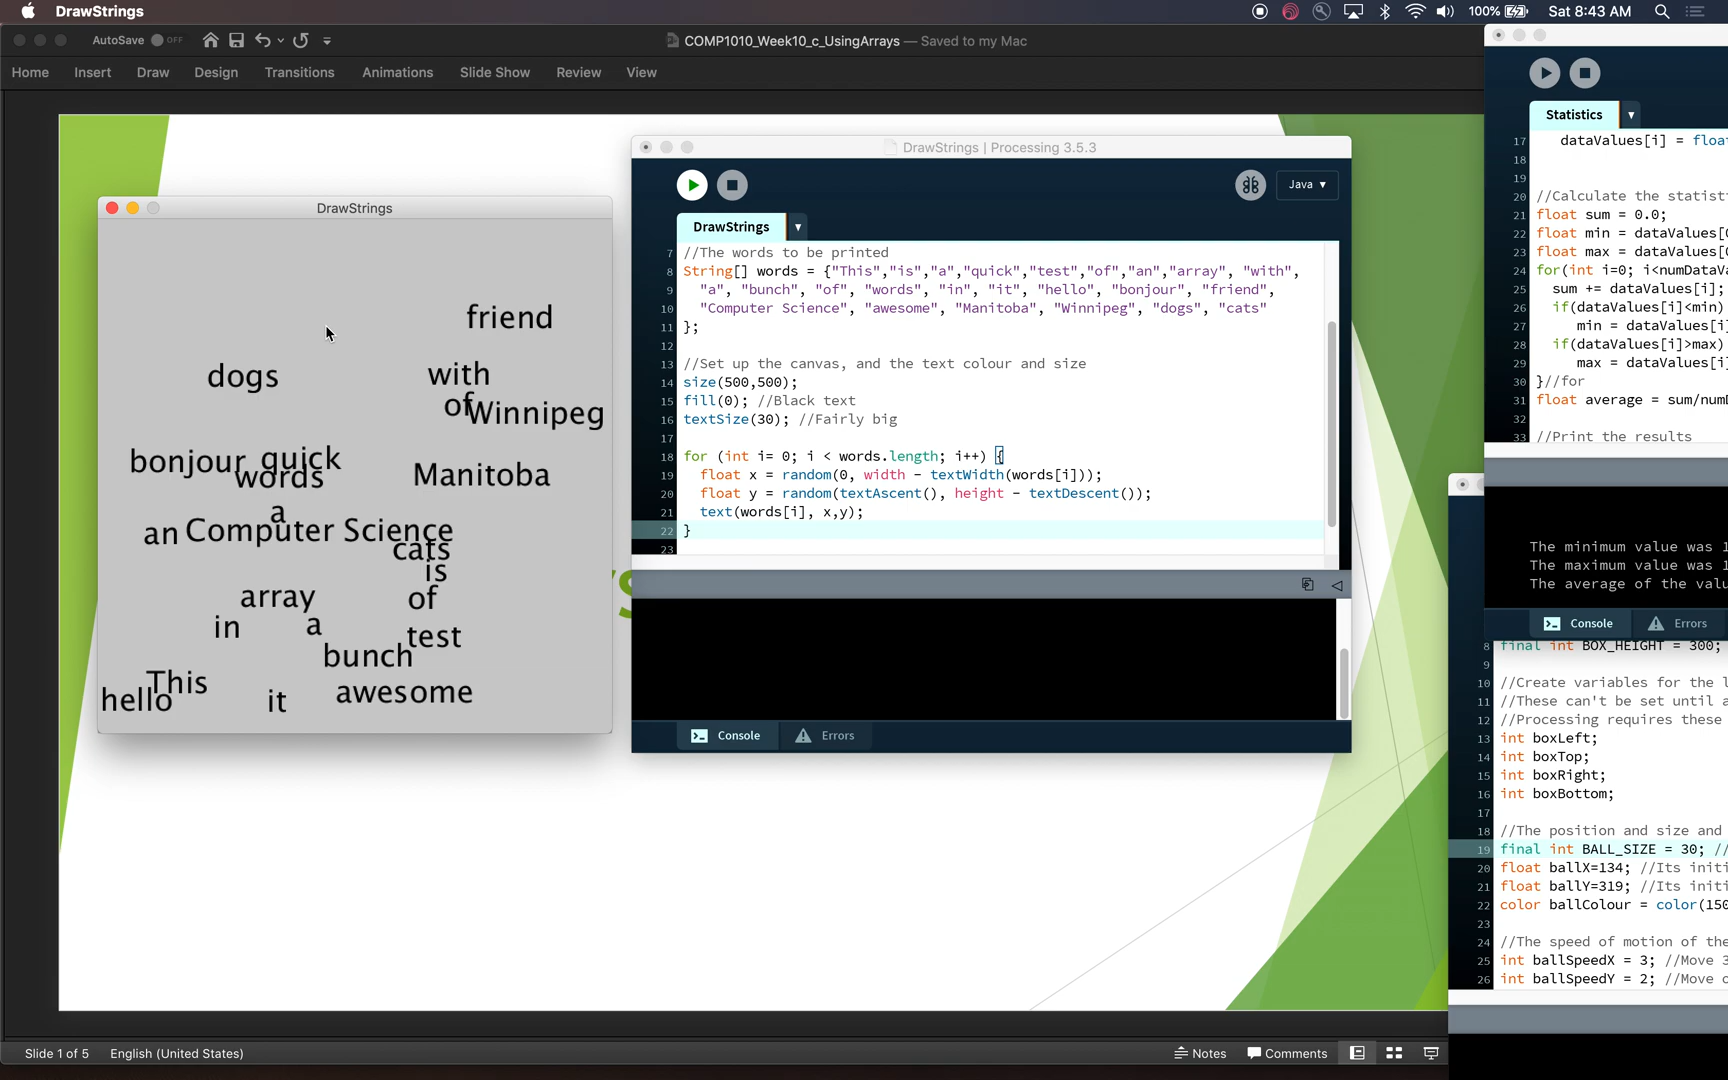 DrawStrings
100%
Sat 8:43 AM
AutoSave OFF
COMP1010_Week10_c_UsingArrays — Saved to my Mac
Home Insert Draw Design Transitions Animations Slide Show Review View
DrawStrings
friend
dogs
with
of
Winnipeg
bonjour
quick
words
Manitoba
a
an
Computer Science
cats
is
array
of
in
a
test
bunch
This
hello
it
awesome
DrawStrings | Processing 3.5.3
Java
DrawStrings
7 //The words to be printed
8 String[] words = {"This","is","a","quick","test","of","an","array", "with",
9 "a", "bunch", "of", "words", "in", "it", "hello", "bonjour", "friend",
10 "Computer Science", "awesome", "Manitoba", "Winnipeg", "dogs", "cats"
11 };
12
13 //Set up the canvas, and the text colour and size
14 size(500,500);
15 fill(0); //Black text
16 textSize(30); //Fairly big
17
18 for (int i= 0; i < words.length; i++) {
19 float x = random(0, width - textWidth(words[i]));
20 float y = random(textAscent(), height - textDescent());
21 text(words[i], x,y);
22 }
23
Console Errors
Statistics
17 dataValues[i] =
18
19
20 //Calculate the
21 float sum = 0.0;
22 float min =
23 float max =
24 for(int i=0;
25 sum += dataValues[i];
26 if(dataValues[i]<min)
27 min =
28 if(dataValues[i]>max)
29 max =
30 }//for
31 float average =
32
33 //Print the results
The minimum value was
The maximum value was
The average of the
Console Errors
8 final int BOX_HEIGHT = 300;
9
10 //Create variables for the
11 //These can't be set until
12 //Processing requires these
13 int boxLeft;
14 int boxTop;
15 int boxRight;
16 int boxBottom;
17
18 //The position and size and
19 final int BALL_SIZE = 30; //
20 float ballX=134; //Its
21 float ballY=319; //Its
22 color ballColour =
23
24 //The speed of motion of
25 int ballSpeedX = 3; //Move
26 int ballSpeedY = 2; //Move
Slide 1 of 5 English (United States)
Notes Comments